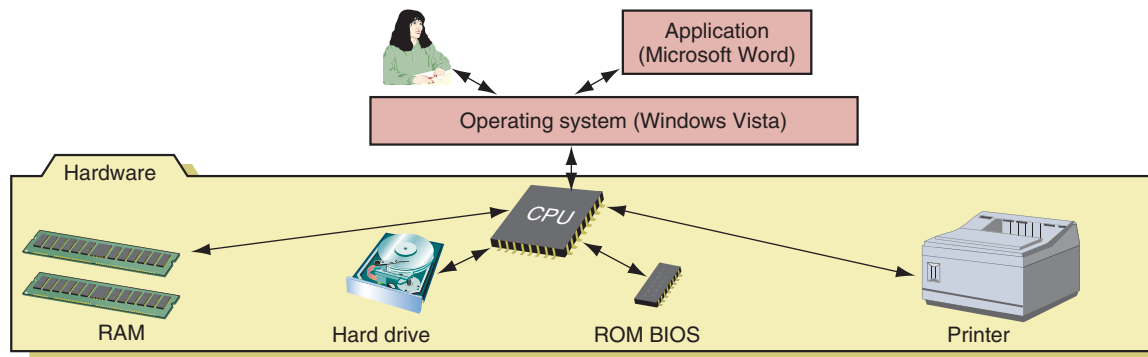 Application
(Microsoft Word)
Operating system (Windows Vista)
Hardware
CPU
RAM
Hard drive
ROM BIOS
Printer